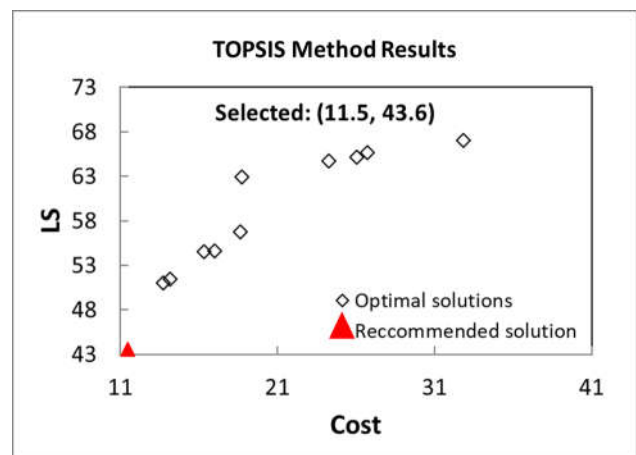 TOPSIS Method Results
73
Selected: (11.5, 43.6)
68
63
LS
58
53
48
Optimal solutions
Reccommended solution
43
11 21 31 41
Cost